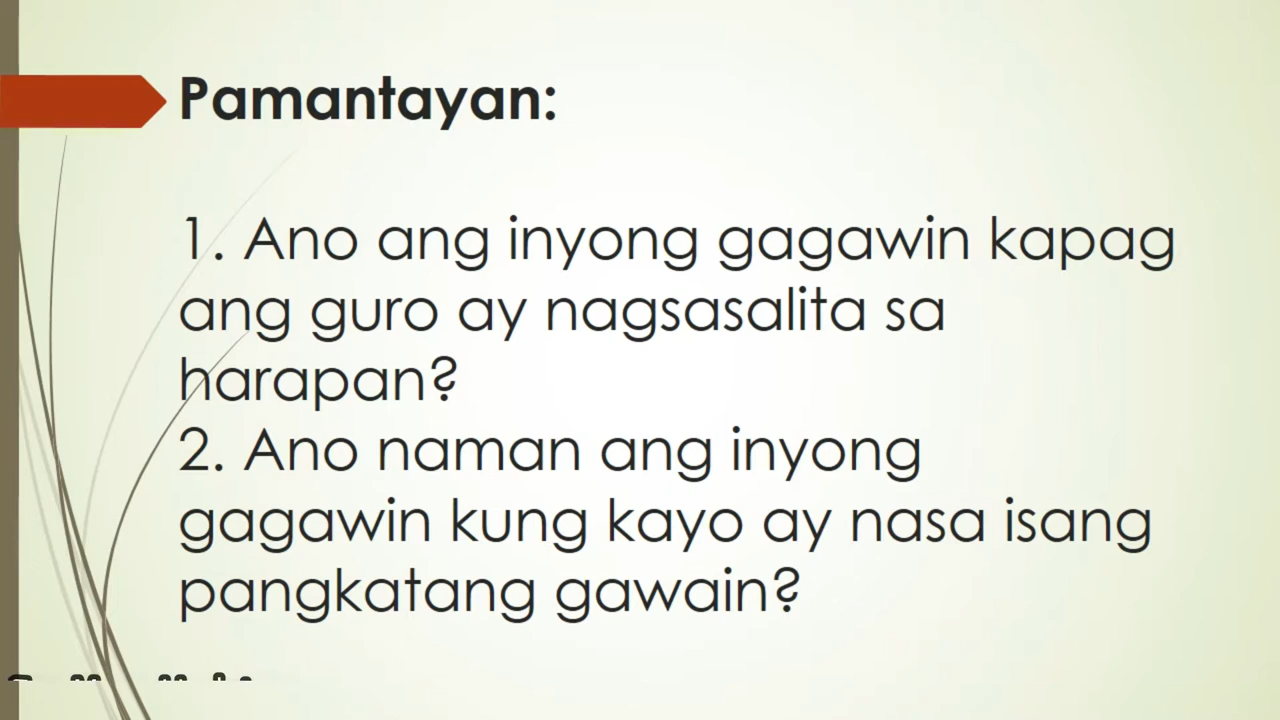 Pamantayan:
1. Ano ang inyong gagawin kapag
ang guro ay nagsasalita sa
harapan?
2. Ano naman ang inyong
gagawin kung kayo ay nasa isang
pangkatang gawain?